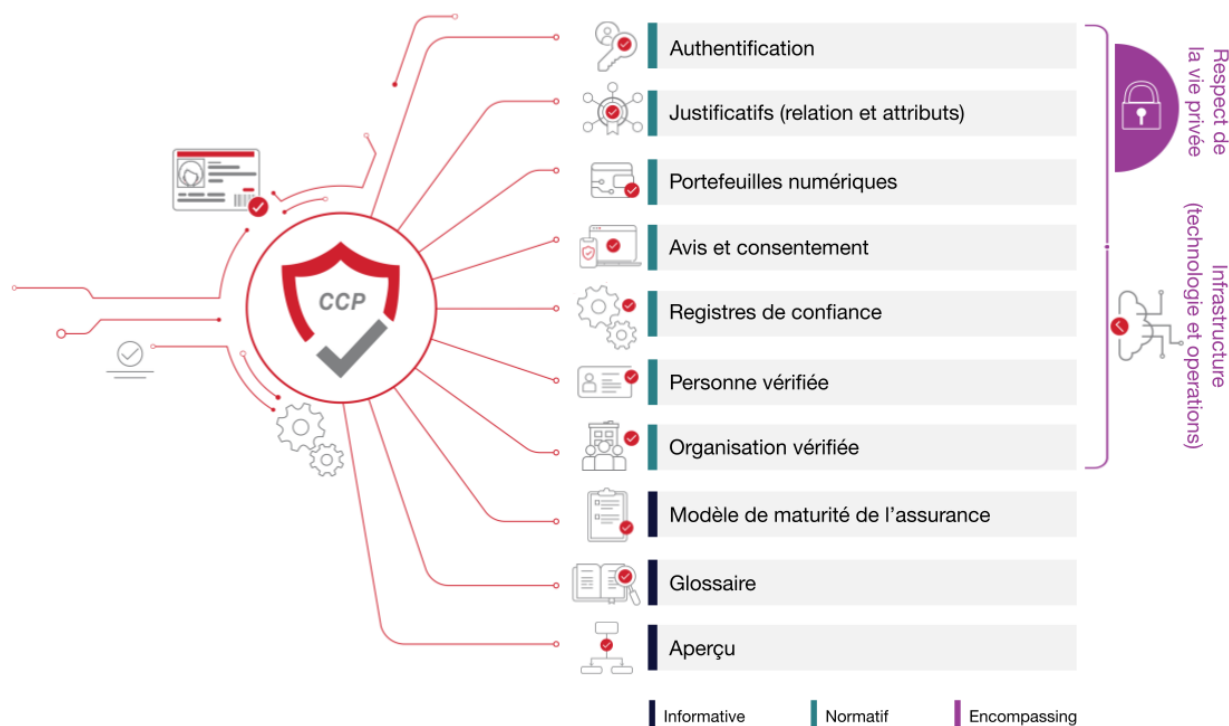 CCP
Authentification
Justificatifs (relation et attributs)
Portefeuilles numériques
Avis et consentement
Registres de confiance
Personne vérifiée
Organisation vérifiée
Modèle de maturité de l’assurance
Glossaire
Aperçu
Respect de
la vie privée
Infrastructure
(technologie et operations)
Informative
Normatif
Encompassing